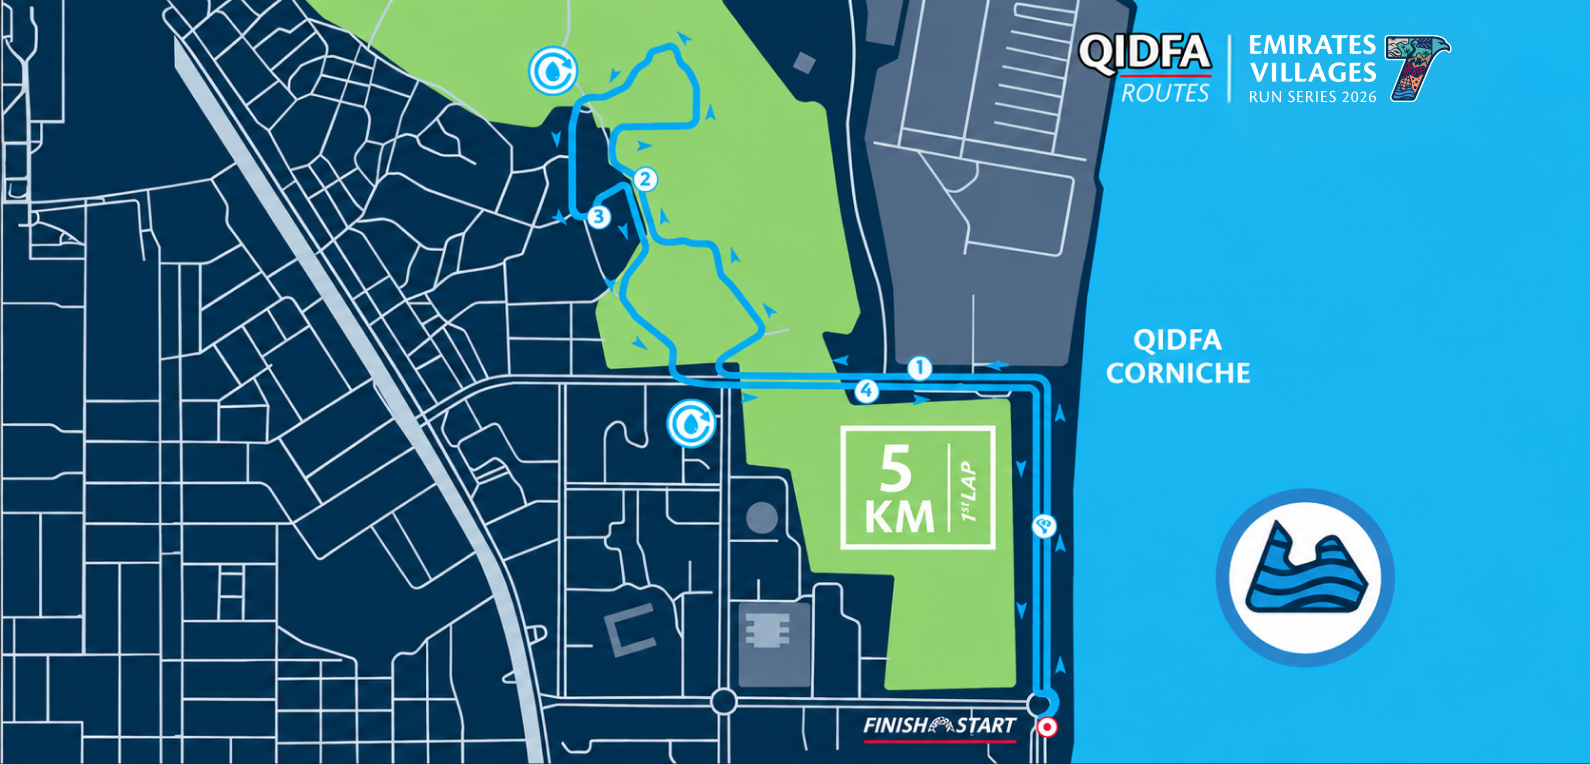 QIDFA
ROUTES
EMIRATES
VILLAGES
RUN SERIES 2026
7
2
3
1
4
QIDFA
CORNICHE
5
KM
1st LAP
FINISH START